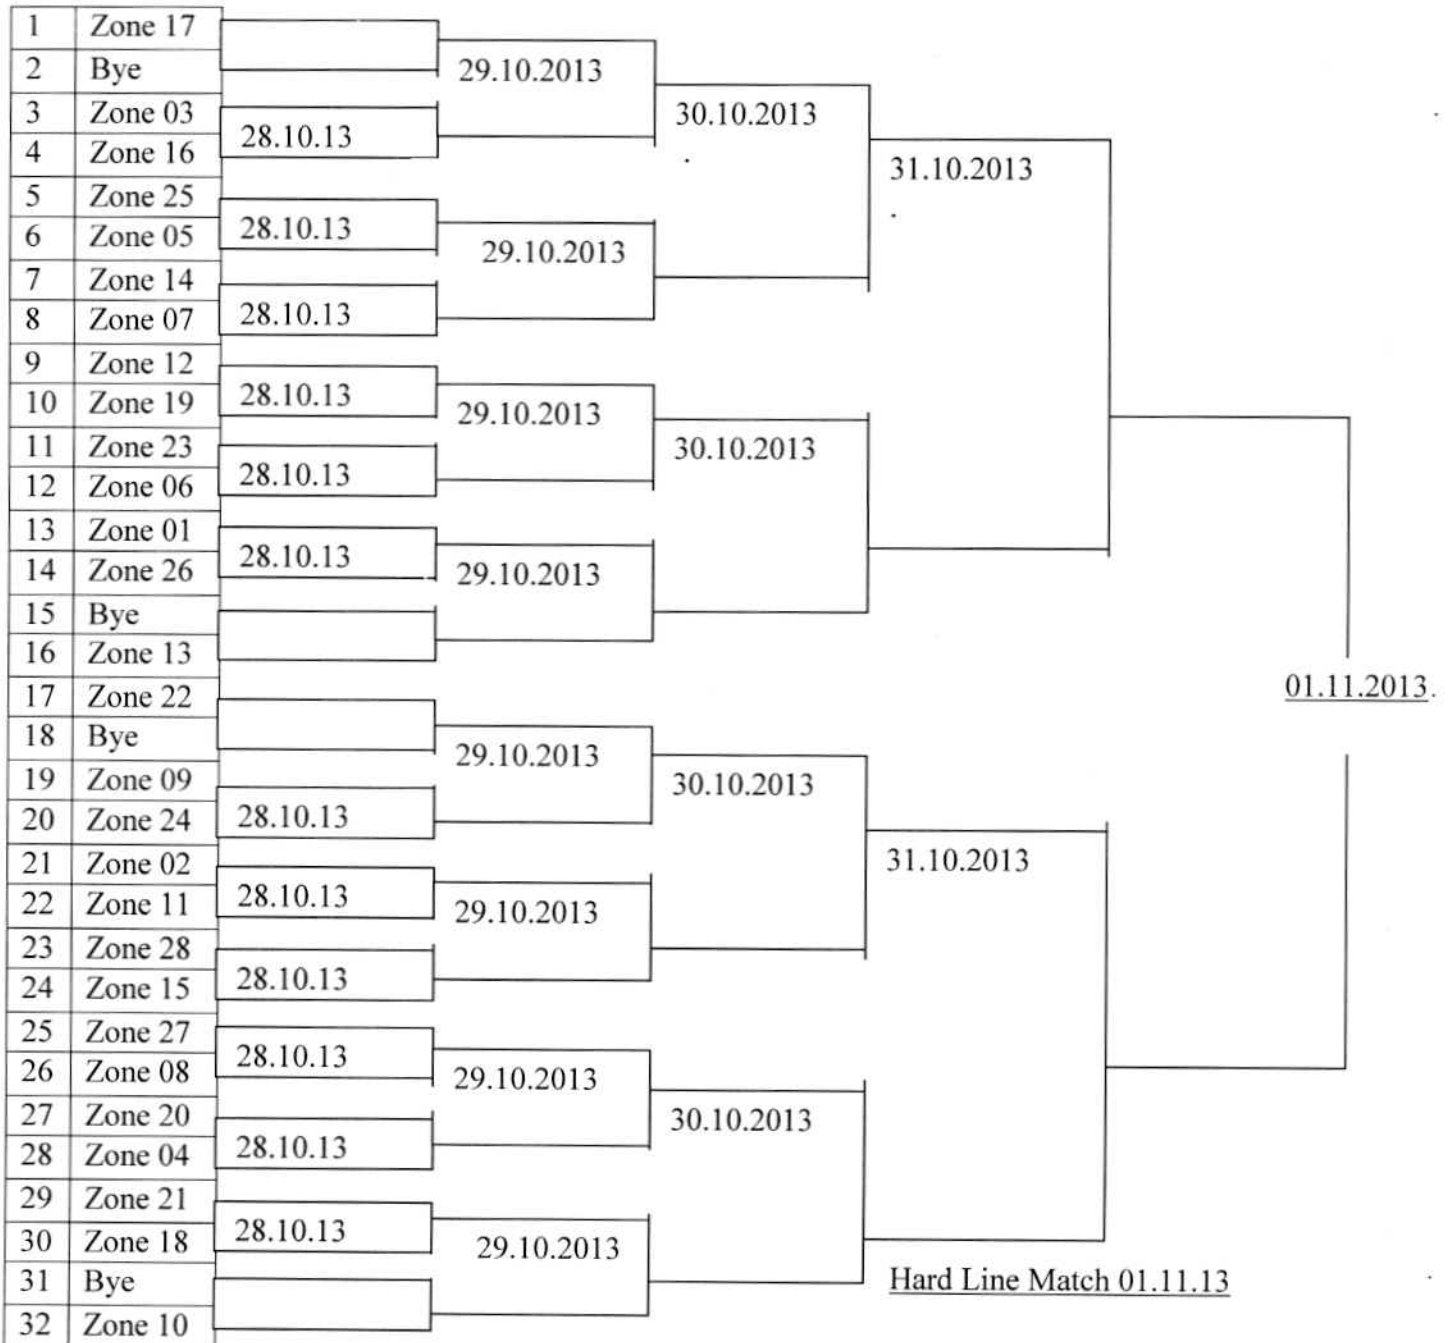 1 Zone 17
2 Bye 29.10.2013
3 Zone 03 30.10.2013
28.10.13
4 Zone 16
31.10.2013
5 Zone 25
28.10.13
6 Zone 05 29.10.2013
7 Zone 14
8 Zone 07 28.10.13
9 Zone 12
28.10.13
10 Zone 19 29.10.2013
11 Zone 23 30.10.2013
28.10.13
12 Zone 06
13 Zone 01
28.10.13
14 Zone 26 29.10.2013
15 Bye
16 Zone 13
17 Zone 22 01.11.2013.
18 Bye 29.10.2013
19 Zone 09 30.10.2013
20 Zone 24 28.10.13
21 Zone 02 31.10.2013
28.10.13
22 Zone 11 29.10.2013
23 Zone 28
28.10.13
24 Zone 15
25 Zone 27
28.10.13
26 Zone 08 29.10.2013
27 Zone 20 30.10.2013
28 Zone 04 28.10.13
29 Zone 21
28.10.13
30 Zone 18 29.10.2013
31 Bye Hard Line Match 01.11.13
32 Zone 10